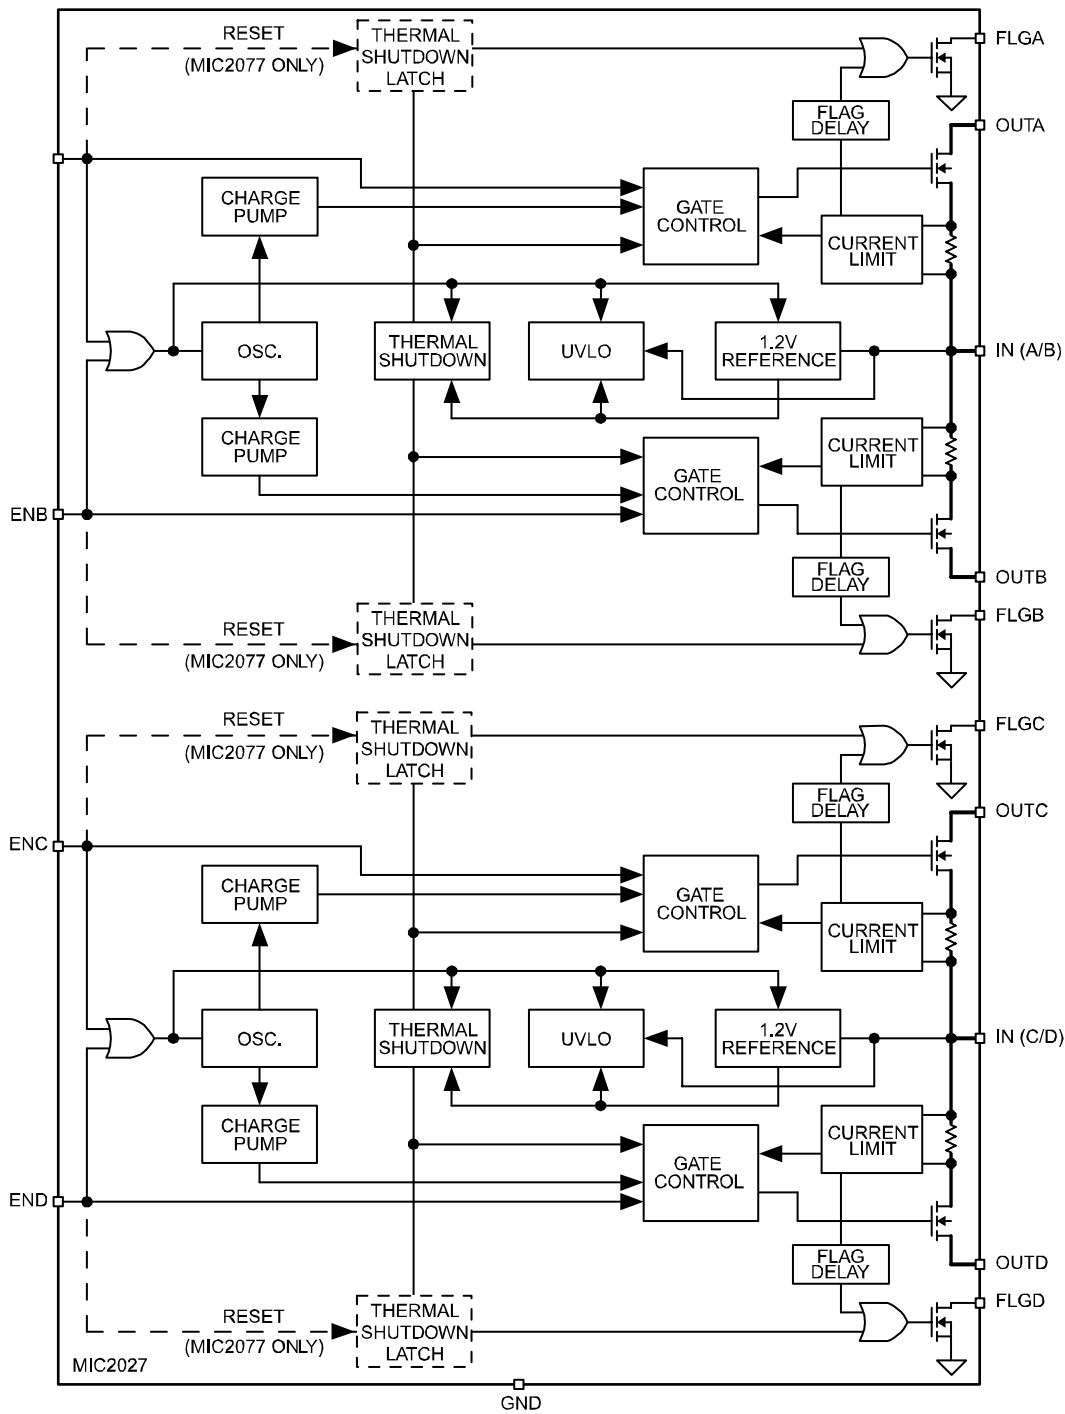 RESET
(MIC2077 ONLY)
THERMAL
SHUTDOWN
LATCH
FLGA
FLAG
DELAY
OUTA
CHARGE
PUMP
GATE
CONTROL
CURRENT
LIMIT
OSC.
THERMAL
SHUTDOWN
UVLO
1.2V
REFERENCE
IN (A/B)
CHARGE
PUMP
GATE
CONTROL
CURRENT
LIMIT
ENB
FLAG
DELAY
OUTB
RESET
(MIC2077 ONLY)
THERMAL
SHUTDOWN
LATCH
FLGB
RESET
(MIC2077 ONLY)
THERMAL
SHUTDOWN
LATCH
FLGC
FLAG
DELAY
OUTC
ENC
CHARGE
PUMP
GATE
CONTROL
CURRENT
LIMIT
OSC.
THERMAL
SHUTDOWN
UVLO
1.2V
REFERENCE
IN (C/D)
CHARGE
PUMP
GATE
CONTROL
CURRENT
LIMIT
END
FLAG
DELAY
OUTD
RESET
(MIC2077 ONLY)
THERMAL
SHUTDOWN
LATCH
FLGD
MIC2027
GND